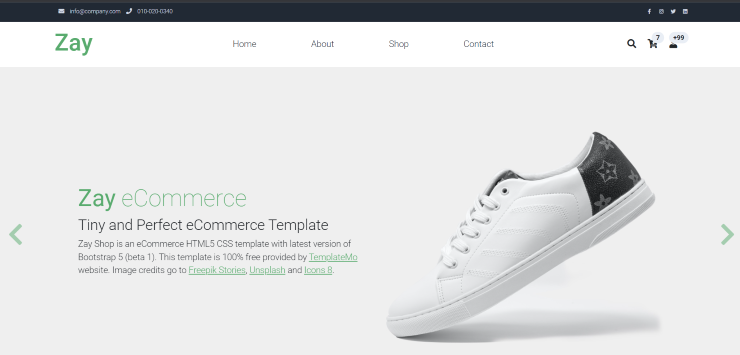 info@company.com 010-020-0340
Zay Home About Shop Contact 7 +99
Zay eCommerce
Tiny and Perfect eCommerce Template
Zay Shop is an eCommerce HTML5 CSS template with latest version of
Bootstrap 5 (beta 1). This template is 100% free provided by TemplateMo
website. Image credits go to Freepik Stories, Unsplash and Icons 8.